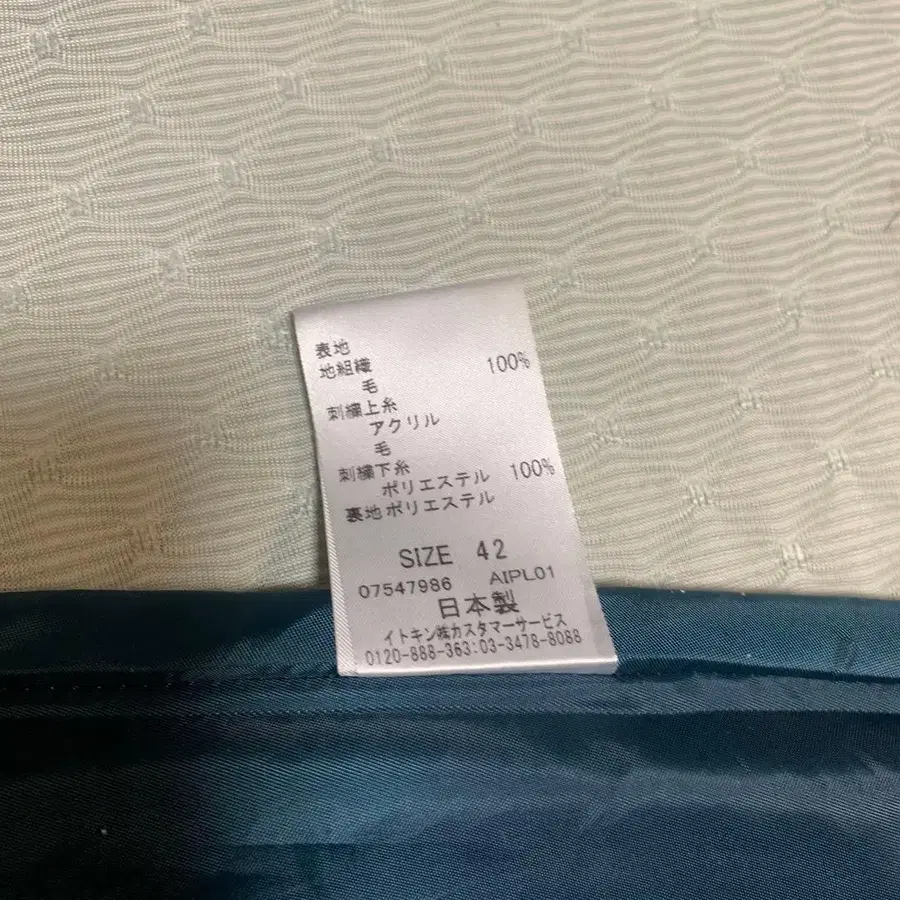 表地
地組織
毛 100%
刺繍上糸
アクリル
毛
刺繍下糸
ポリエステル 100%
裏地 ポリエステル
SIZE 42
07547986 AIPL01
日本製
イトキン㈱カスタマーサービス
0120-888-363:03-3478-8088